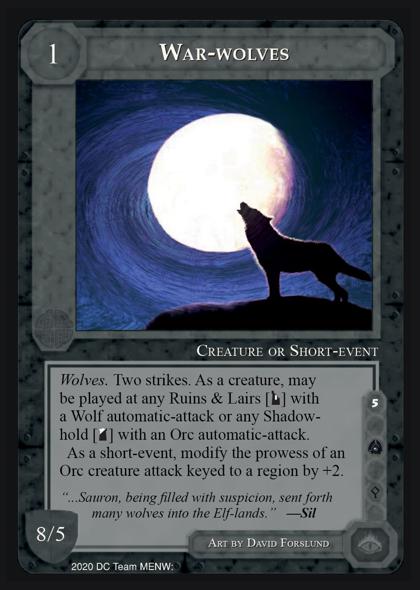 1
War-wolves
Creature or Short-event
Wolves. Two strikes. As a creature, may
be played at any Ruins & Lairs [ ] with
a Wolf automatic-attack or any Shadow-
hold [ ] with an Orc automatic-attack.
As a short-event, modify the prowess of an
Orc creature attack keyed to a region by +2.
5
“...Sauron, being filled with suspicion, sent forth
many wolves into the Elf-lands.” —Sil
8/5
Art by David Forslund
2020 DC Team MENW: